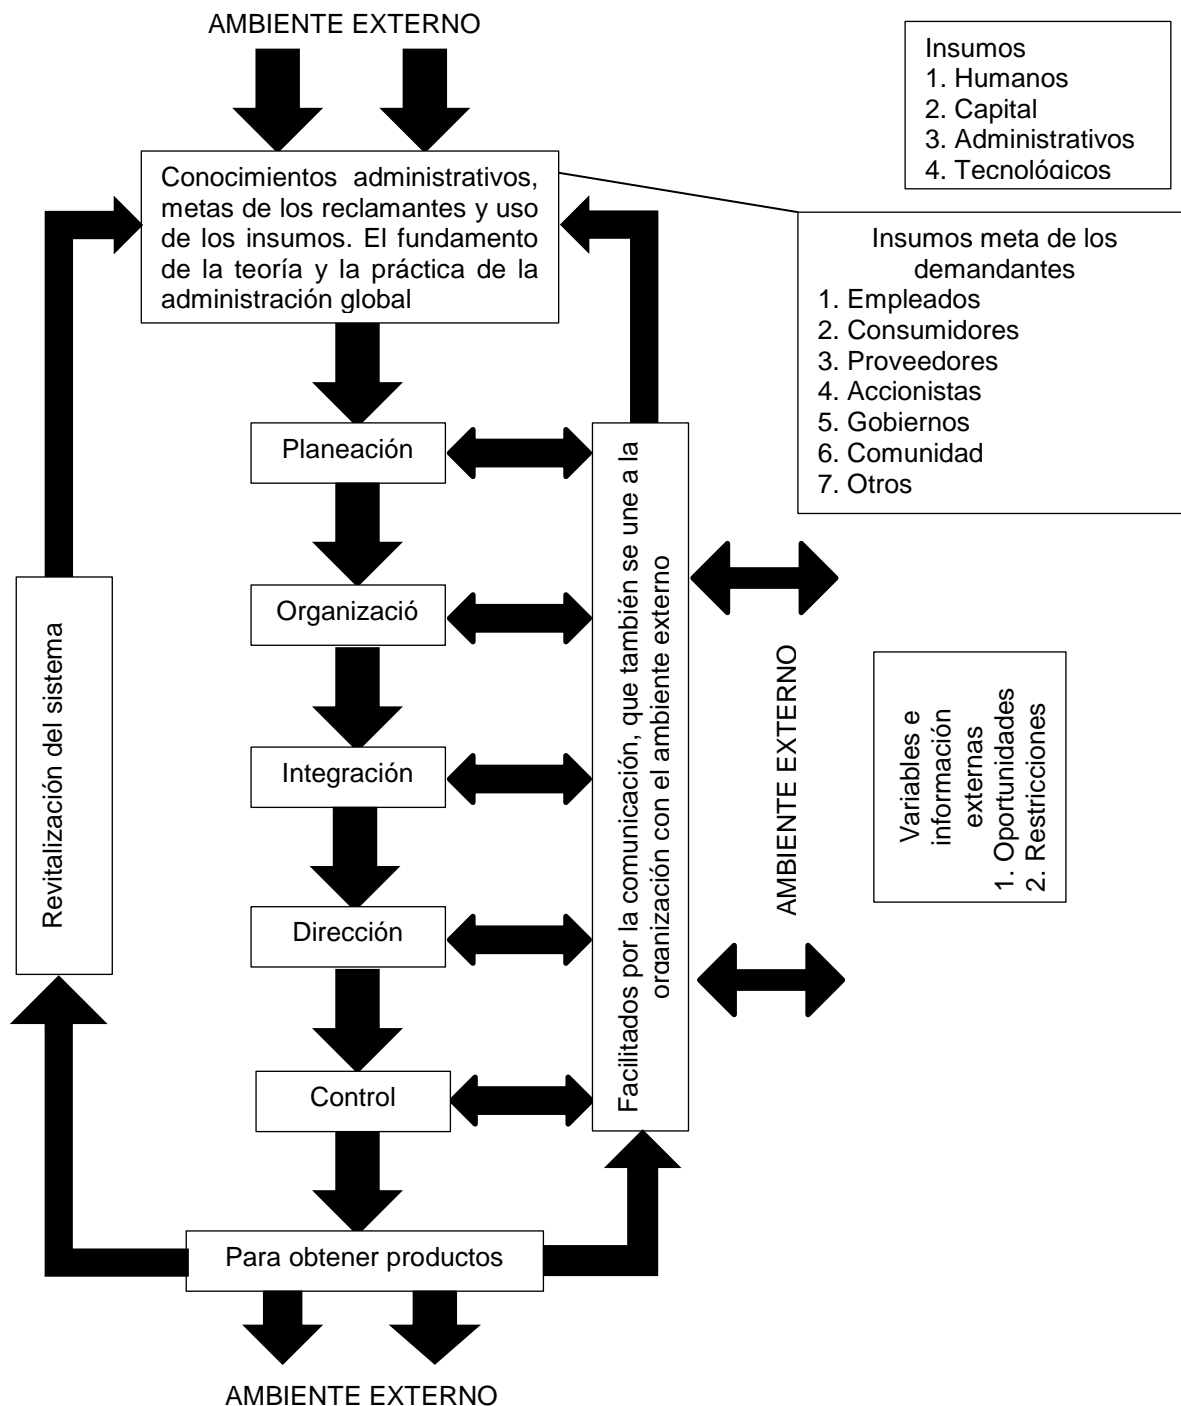 AMBIENTE EXTERNO
Insumos
1. Humanos
2. Capital
3. Administrativos
4. Tecnológicos
Conocimientos administrativos,
metas de los reclamantes y uso
de los insumos. El fundamento
de la teoría y la práctica de la
administración global
Insumos meta de los
demandantes
1. Empleados
2. Consumidores
3. Proveedores
4. Accionistas
5. Gobiernos
6. Comunidad
7. Otros
Planeación
Organizació
Integración
Dirección
Control
Revitalización del sistema
Facilitados por la comunicación, que también se une a la
organización con el ambiente externo
AMBIENTE EXTERNO
Variables e
información
externas
1. Oportunidades
2. Restricciones
Para obtener productos
AMBIENTE EXTERNO